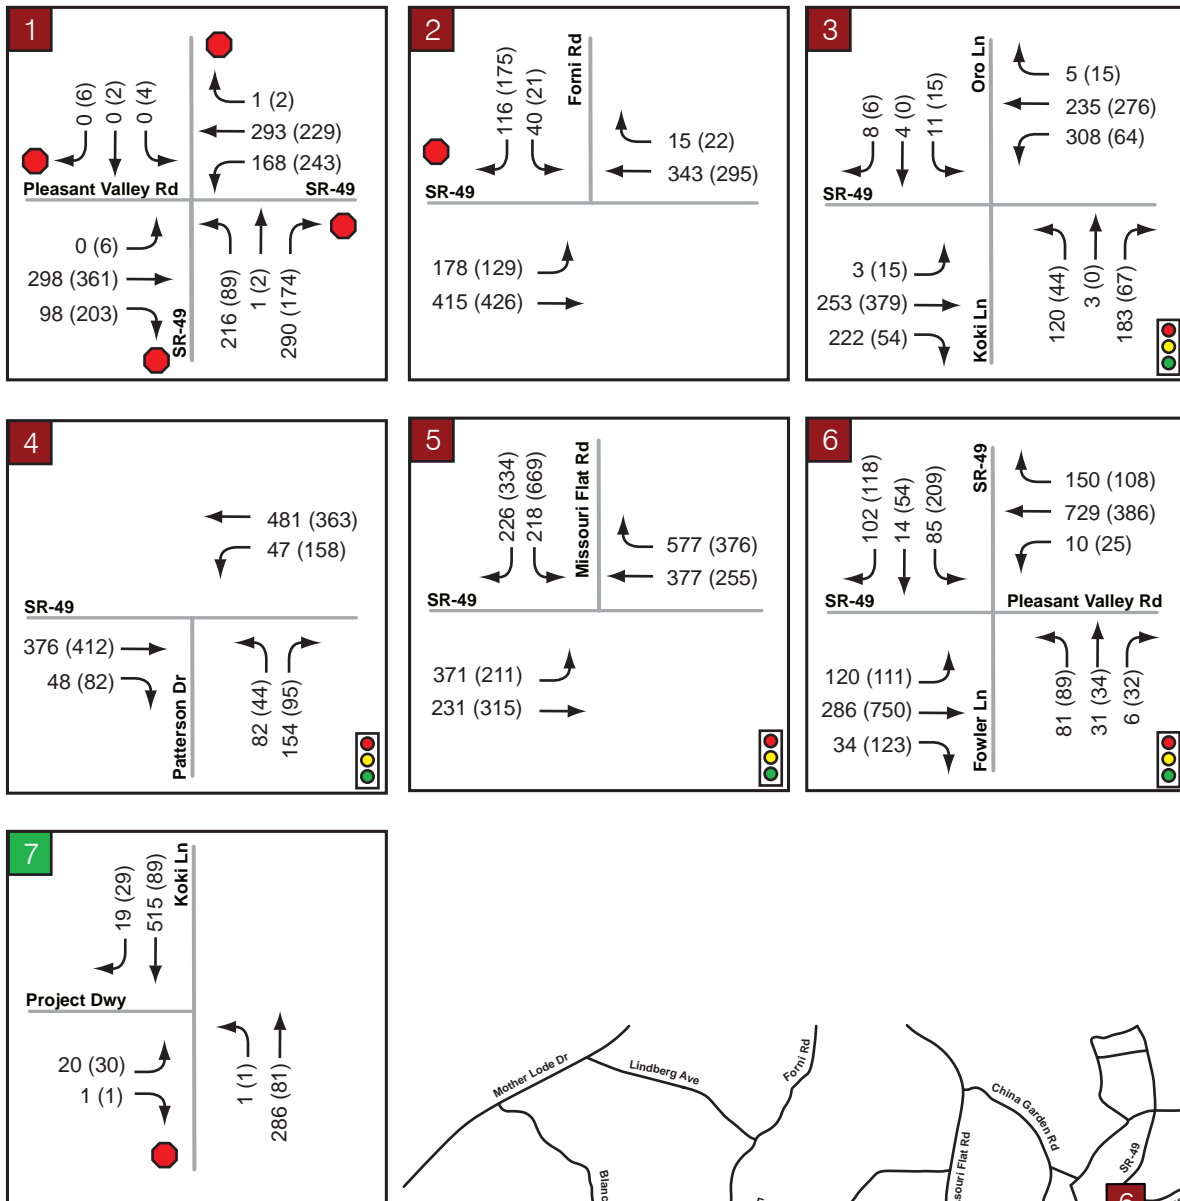 1
0 (6)
0 (2)
0 (4)
1 (2)
293 (229)
168 (243)
Pleasant Valley Rd
SR-49
0 (6)
298 (361)
98 (203)
SR-49
216 (89)
1 (2)
290 (174)
2
116 (175)
40 (21)
Forni Rd
15 (22)
343 (295)
SR-49
178 (129)
415 (426)
3
8 (6)
4 (0)
11 (15)
Oro Ln
5 (15)
235 (276)
308 (64)
SR-49
3 (15)
253 (379)
222 (54)
Koki Ln
120 (44)
3 (0)
183 (67)
4
481 (363)
47 (158)
SR-49
376 (412)
48 (82)
Patterson Dr
82 (44)
154 (95)
5
226 (334)
218 (669)
Missouri Flat Rd
577 (376)
377 (255)
SR-49
371 (211)
231 (315)
6
102 (118)
14 (54)
85 (209)
SR-49
150 (108)
729 (386)
10 (25)
SR-49
Pleasant Valley Rd
120 (111)
286 (750)
34 (123)
Fowler Ln
81 (89)
31 (34)
6 (32)
7
19 (29)
515 (89)
Koki Ln
Project Dwy
20 (30)
1 (1)
1 (1)
286 (81)
Mother Lode Dr
Lindberg Ave
Forni Rd
China Garden Rd
souri Flat Rd
SR-49
Blanc
6